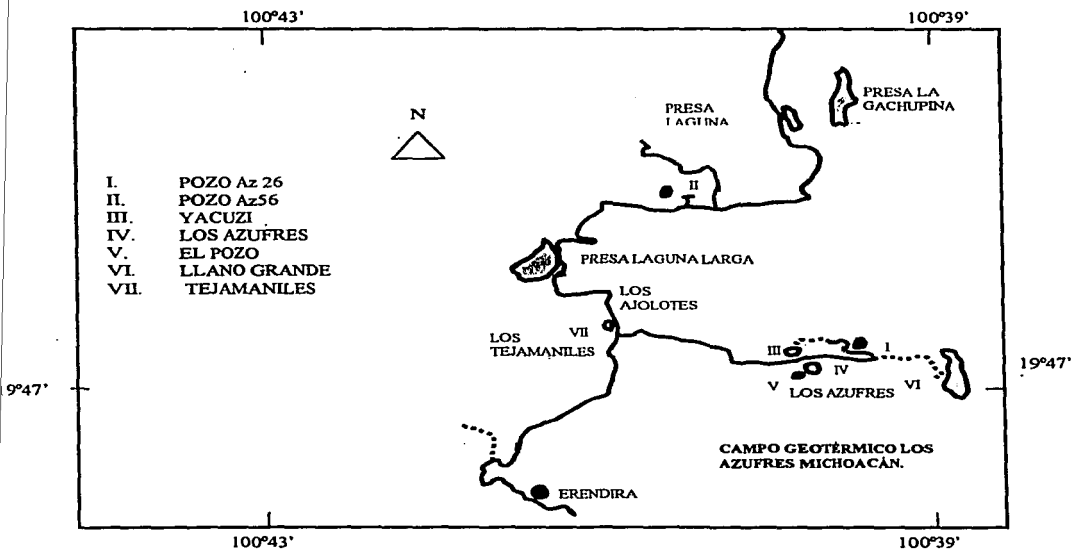 100°43' 100°39'
PRESA LA
GACHUPINA
PRESA
LAGUNA
N
I. POZO Az 26
II. POZO Az56
III. YACUZI
IV. LOS AZUFRES
V. EL POZO
VI. LLANO GRANDE
VII. TEJAMANILES
II
PRESA LAGUNA LARGA
LOS
AJOLOTES
VII
LOS
TEJAMANILES
III I
IV
V VI
LOS AZUFRES
9°47' 19°47'
CAMPO GEOTÉRMICO LOS
AZUFRES MICHOACÁN.
ERENDIRA
100°43' 100°39'